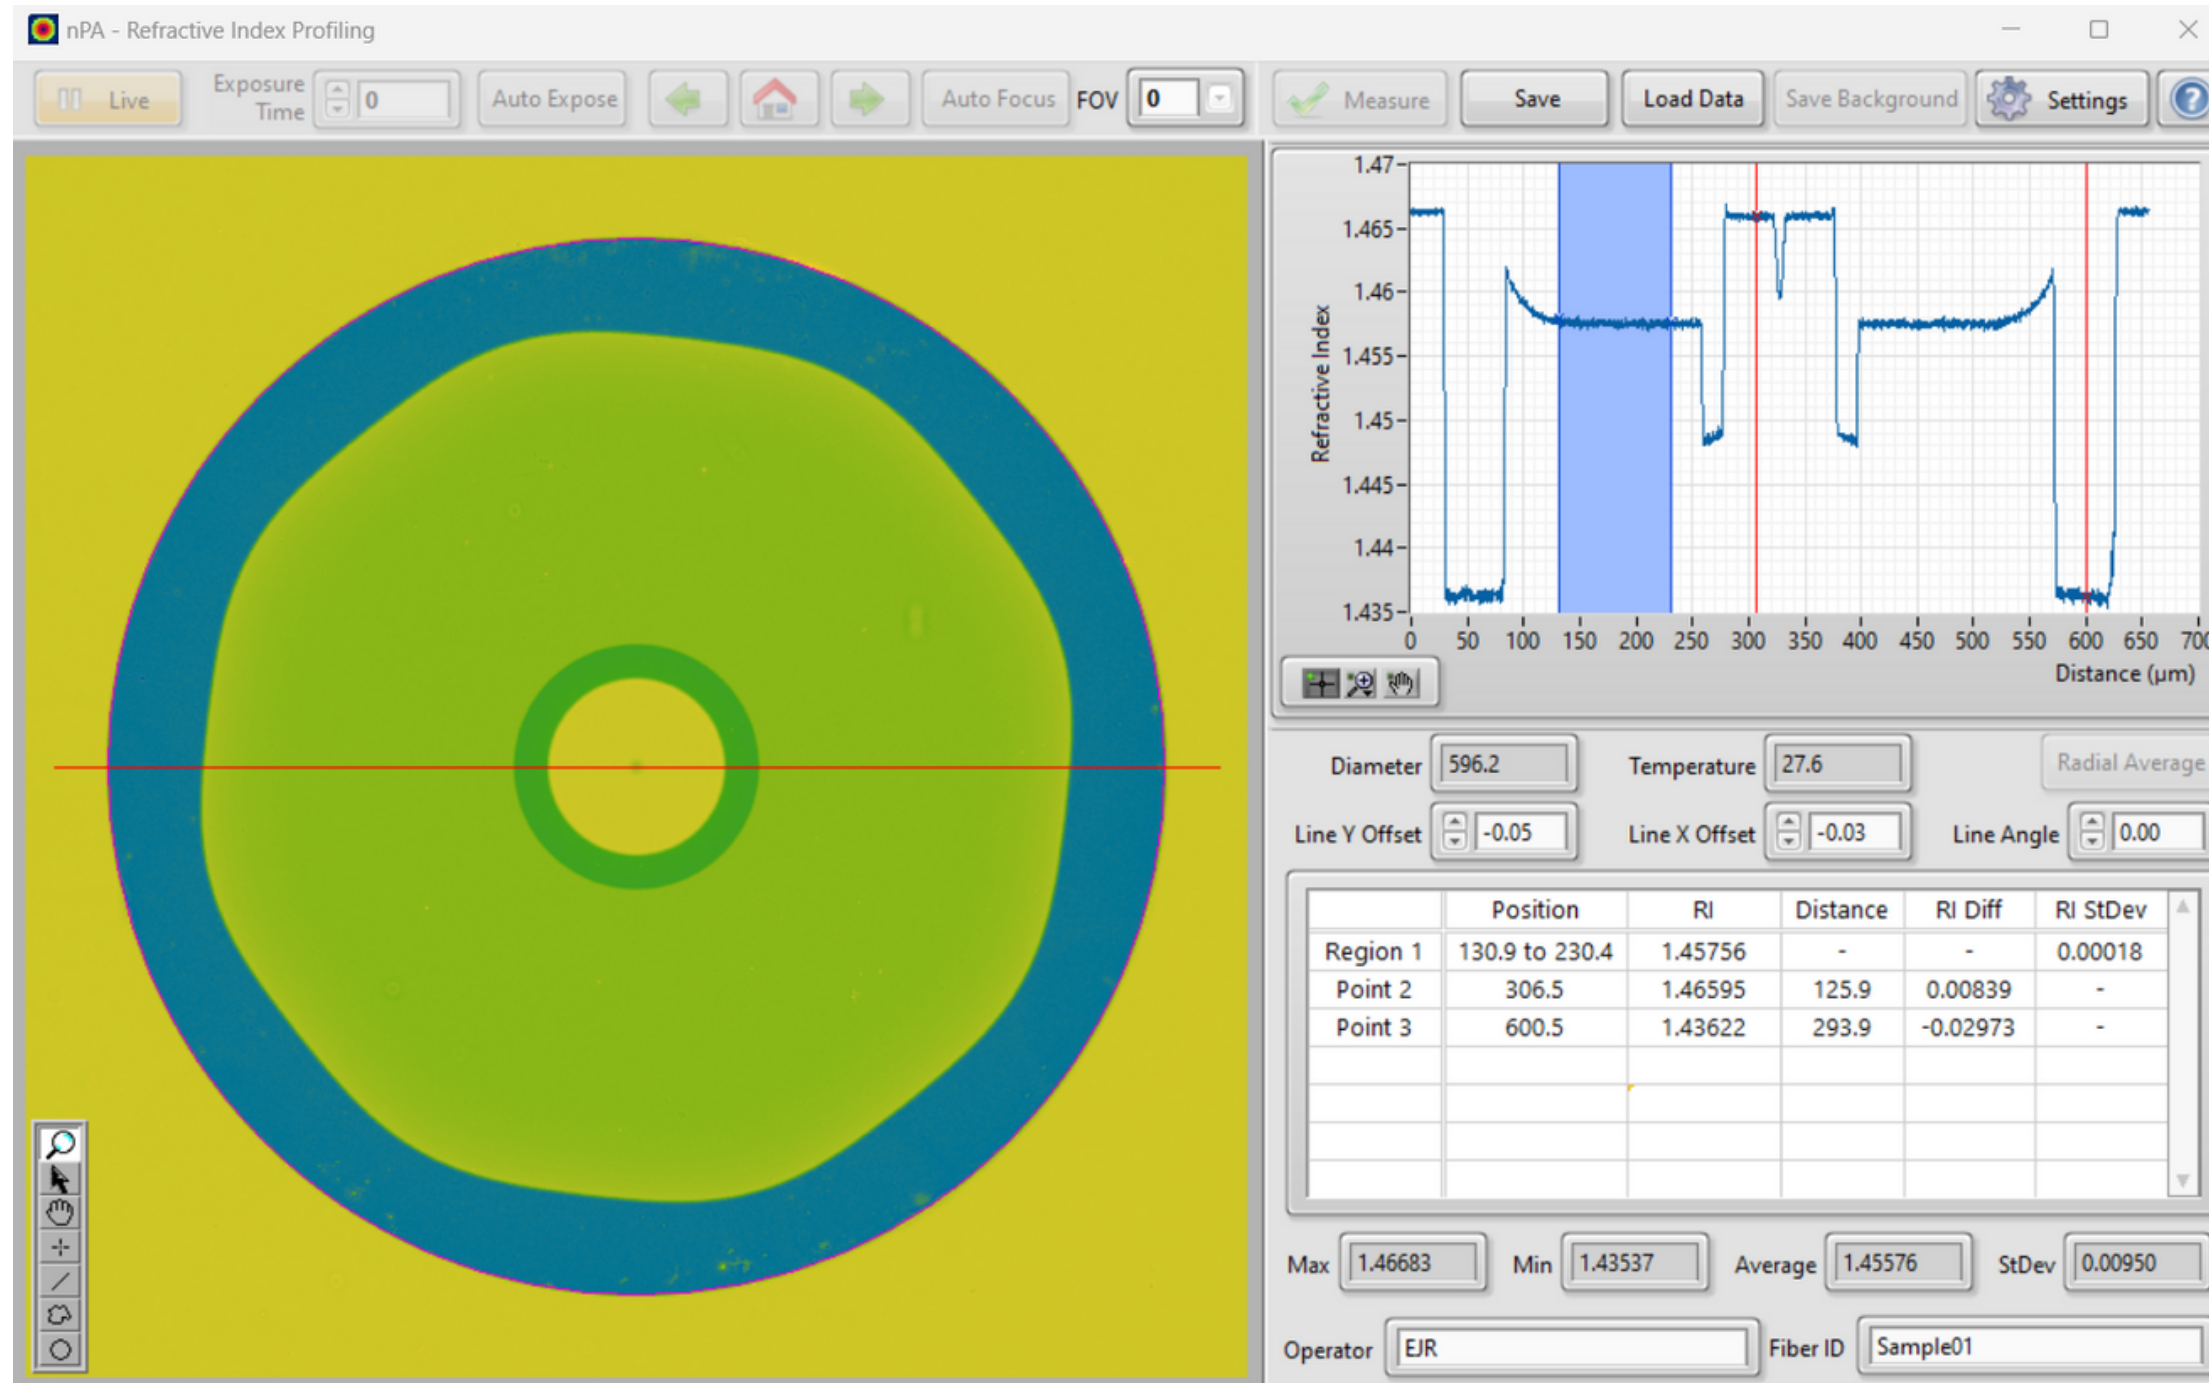 nPA - Refractive Index Profiling
Live
Exposure Time
0
Auto Expose
Auto Focus
FOV
0
Measure
Save
Load Data
Save Background
Settings
?
1.47
1.465
1.46
1.455
1.45
1.445
1.44
1.435
Refractive Index
0 50 100 150 200 250 300 350 400 450 500 550 600 650
Distance (µm)
Diameter 596.2 Temperature 27.6 Radial Average
Line Y Offset -0.05 Line X Offset -0.03 Line Angle 0.00
Position RI Distance RI Diff RI StDev
Region 1 130.9 to 230.4 1.45756 - - 0.00018
Point 2 306.5 1.46595 125.9 0.00839 -
Point 3 600.5 1.43622 293.9 -0.02973 -
Max 1.46683 Min 1.43537 Average 1.45576 StDev 0.00950
Operator EJR Fiber ID Sample01